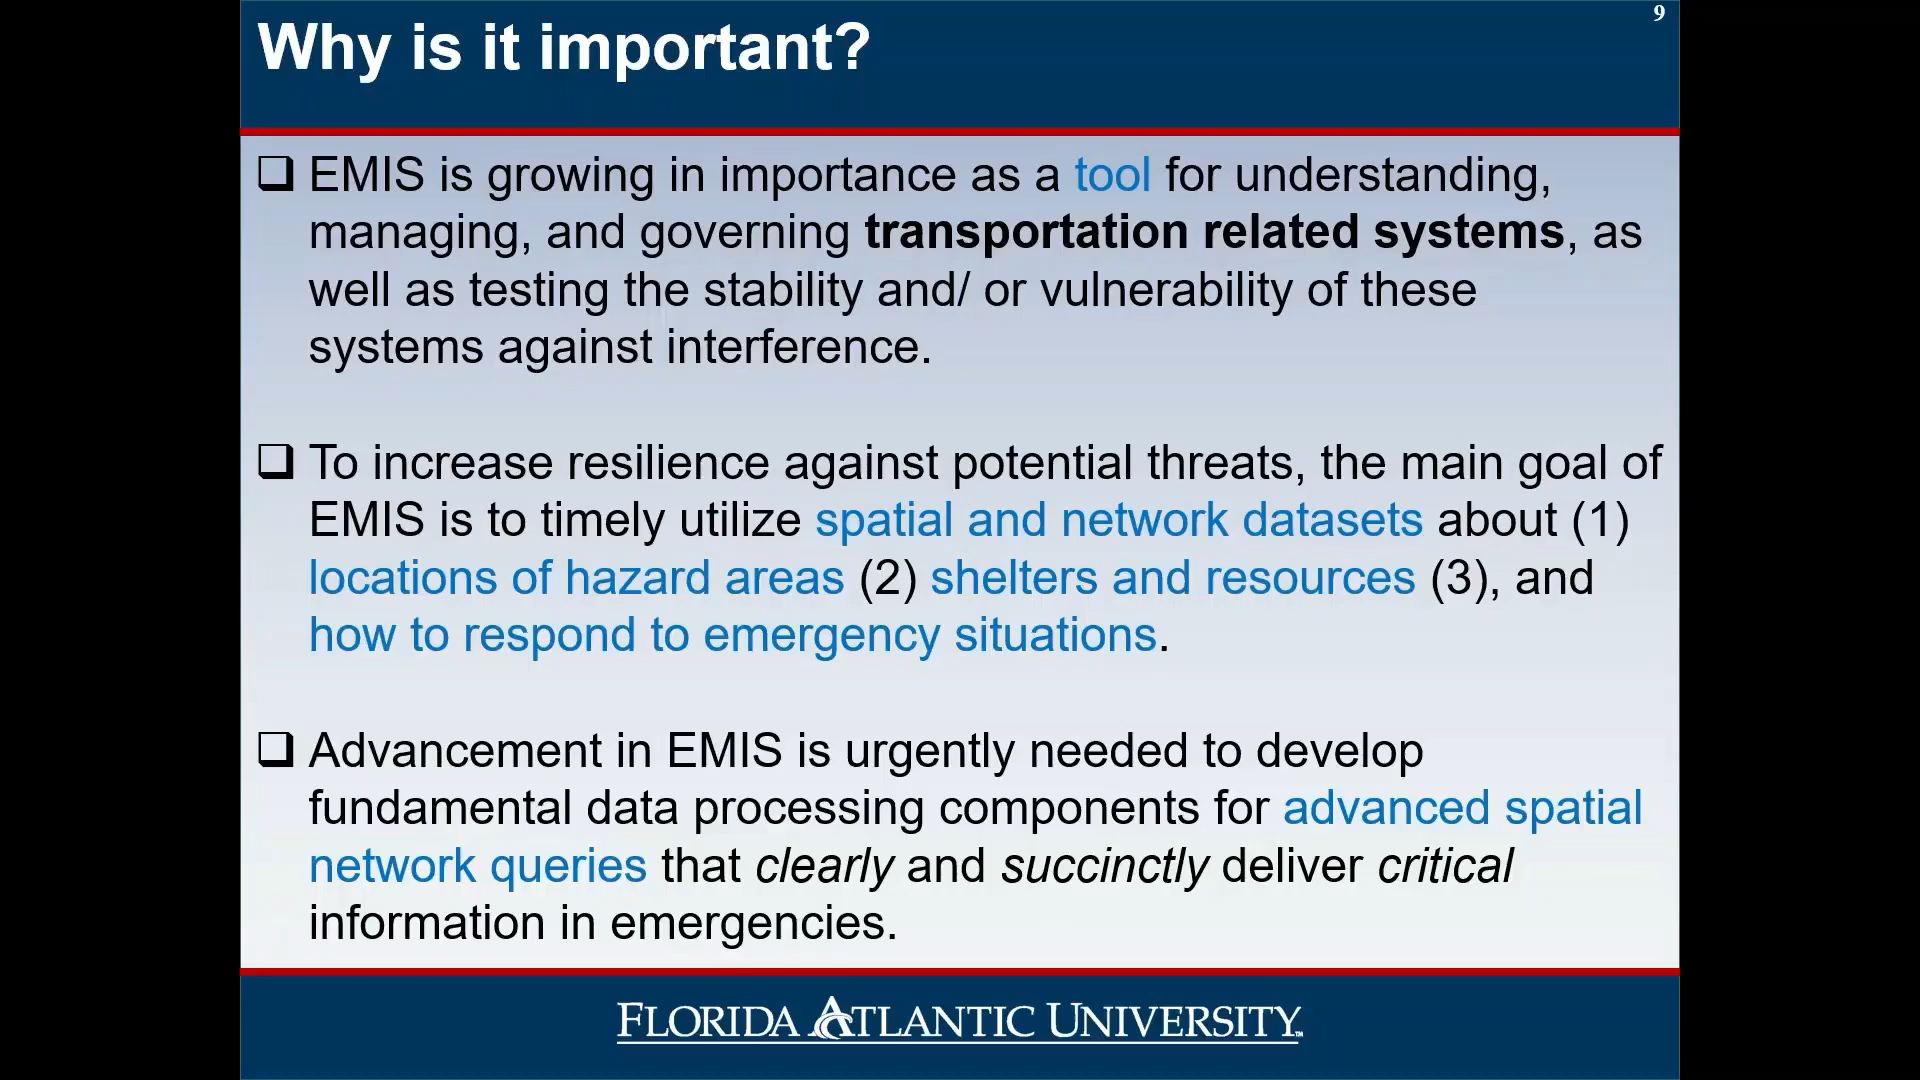 9
Why is it important?
❑ EMIS is growing in importance as a tool for understanding,
managing, and governing transportation related systems, as
well as testing the stability and/ or vulnerability of these
systems against interference.
❑ To increase resilience against potential threats, the main goal of
EMIS is to timely utilize spatial and network datasets about (1)
locations of hazard areas (2) shelters and resources (3), and
how to respond to emergency situations.
❑ Advancement in EMIS is urgently needed to develop
fundamental data processing components for advanced spatial
network queries that clearly and succinctly deliver critical
information in emergencies.
FLORIDA ATLANTIC UNIVERSITY™